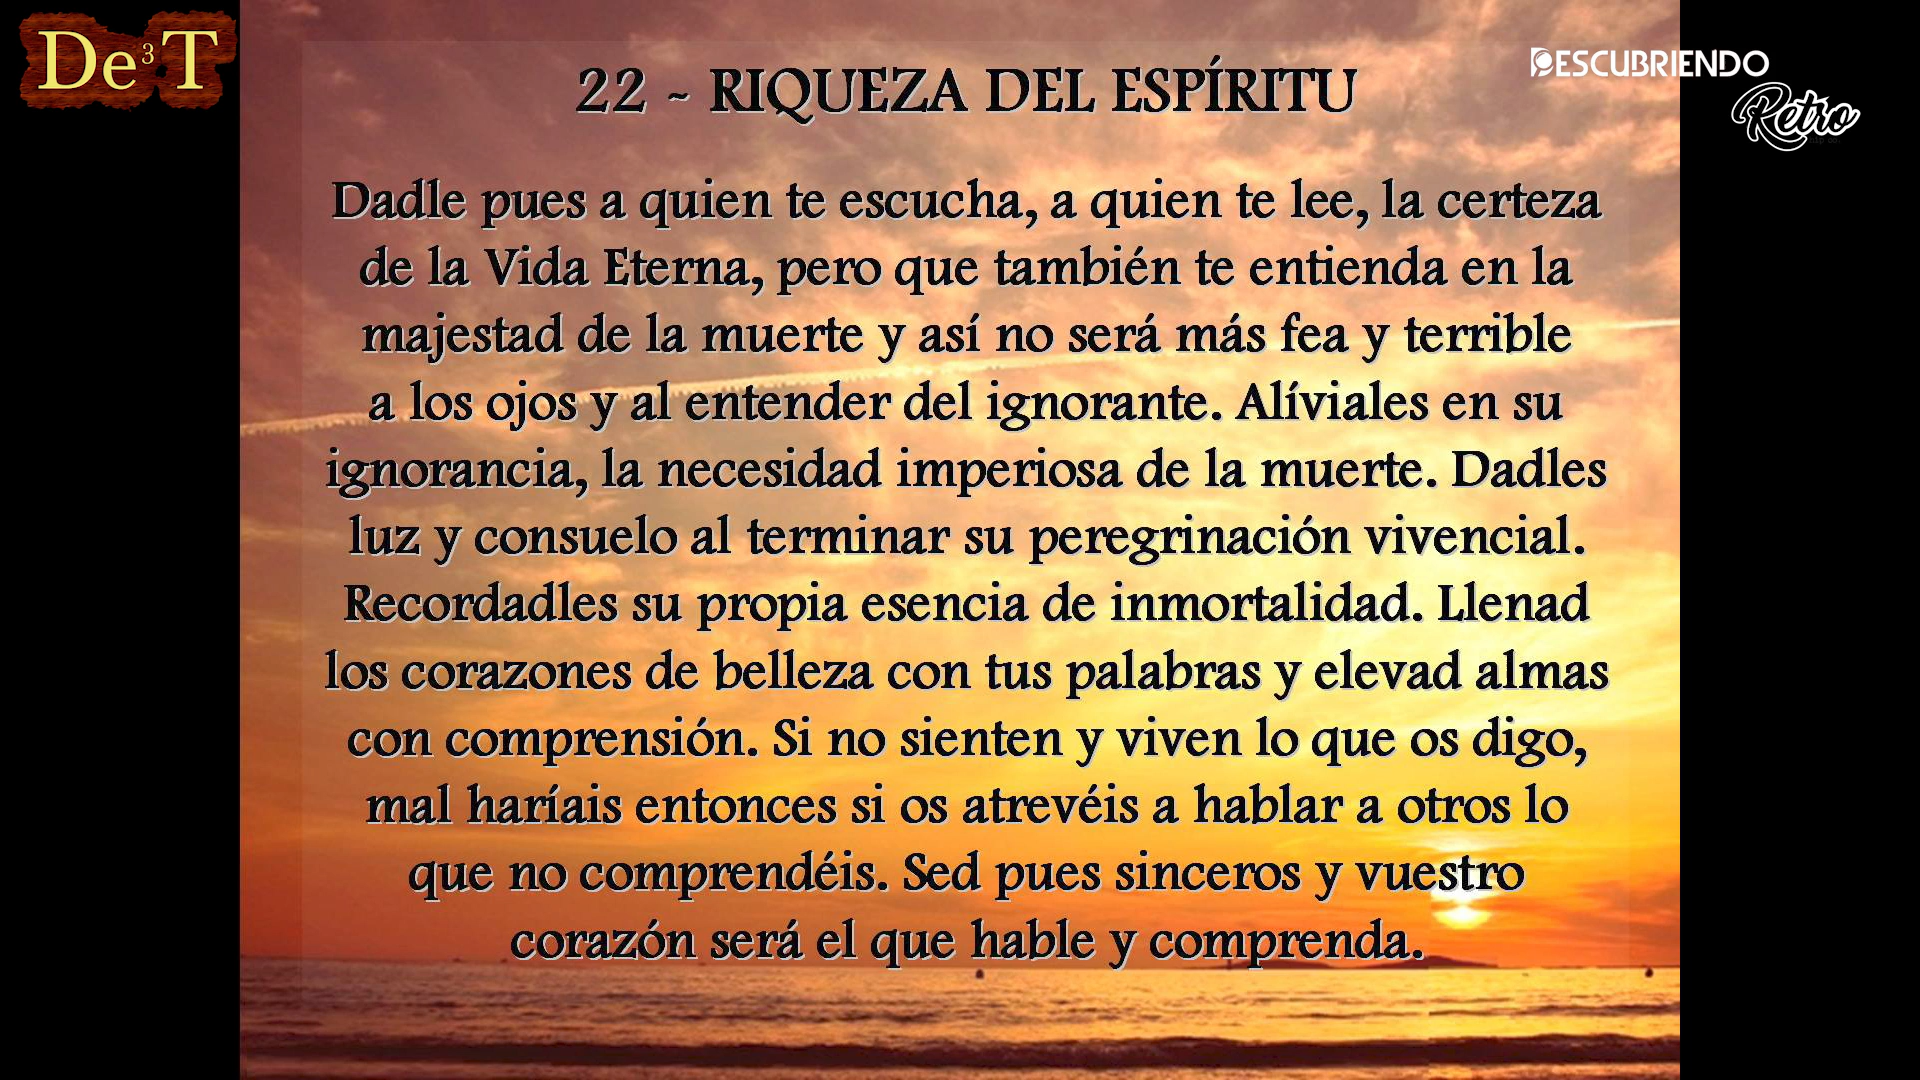 De³T
DESCUBRIENDO
Retro
22 - RIQUEZA DEL ESPÍRITU
Dadle pues a quien te escucha, a quien te lee, la certeza
de la Vida Eterna, pero que también te entienda en la
majestad de la muerte y así no será más fea y terrible
a los ojos y al entender del ignorante. Alíviales en su
ignorancia, la necesidad imperiosa de la muerte. Dadles
luz y consuelo al terminar su peregrinación vivencial.
Recordadles su propia esencia de inmortalidad. Llenad
los corazones de belleza con tus palabras y elevad almas
con comprensión. Si no sienten y viven lo que os digo,
mal haríais entonces si os atrevéis a hablar a otros lo
que no comprendéis. Sed pues sinceros y vuestro
corazón será el que hable y comprenda.